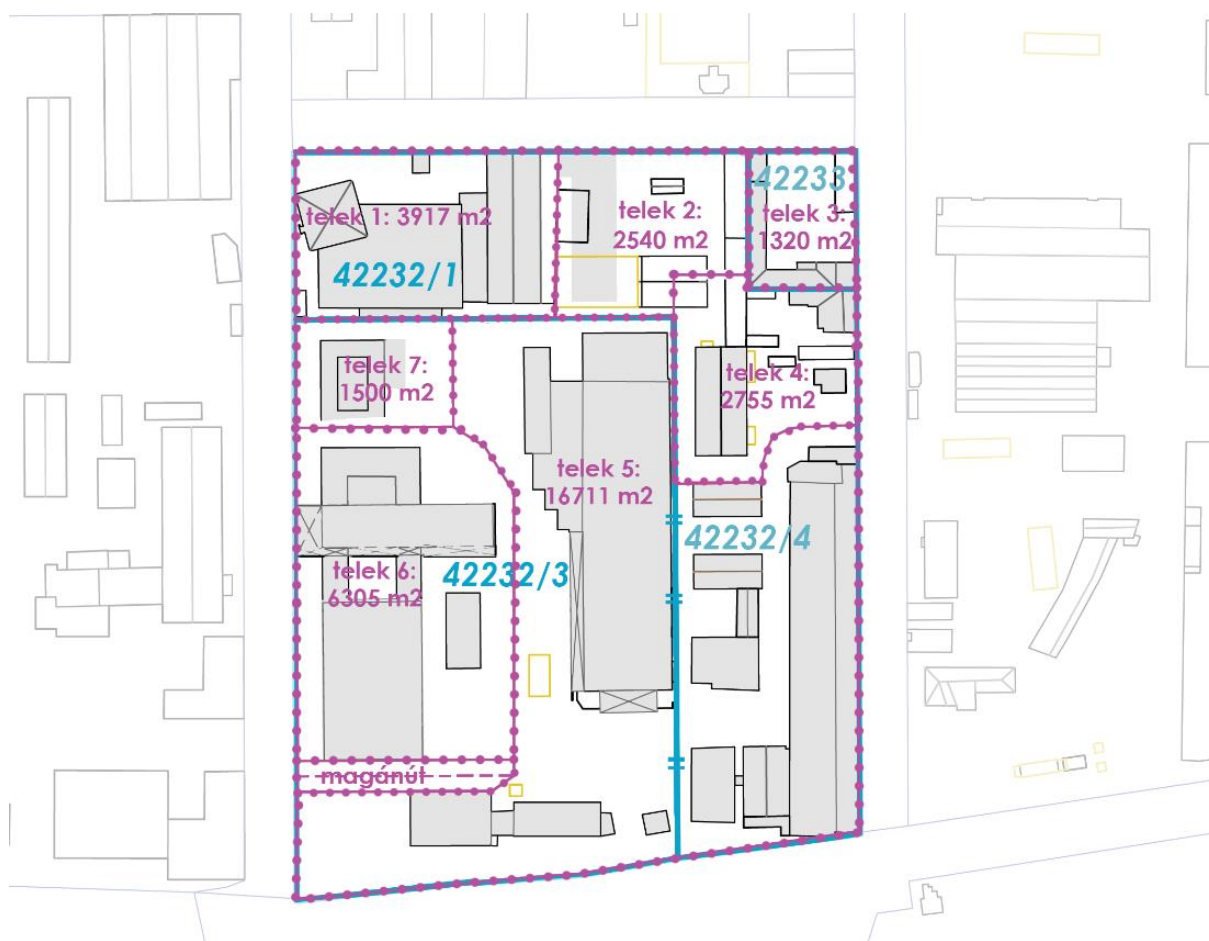 42233
telek 1: 3917 m2
telek 2:
2540 m2
telek 3:
1320 m2
42232/1
telek 7:
1500 m2
telek 4:
2755 m2
telek 5:
16711 m2
42232/4
telek 6:
6305 m2
42232/3
magánút